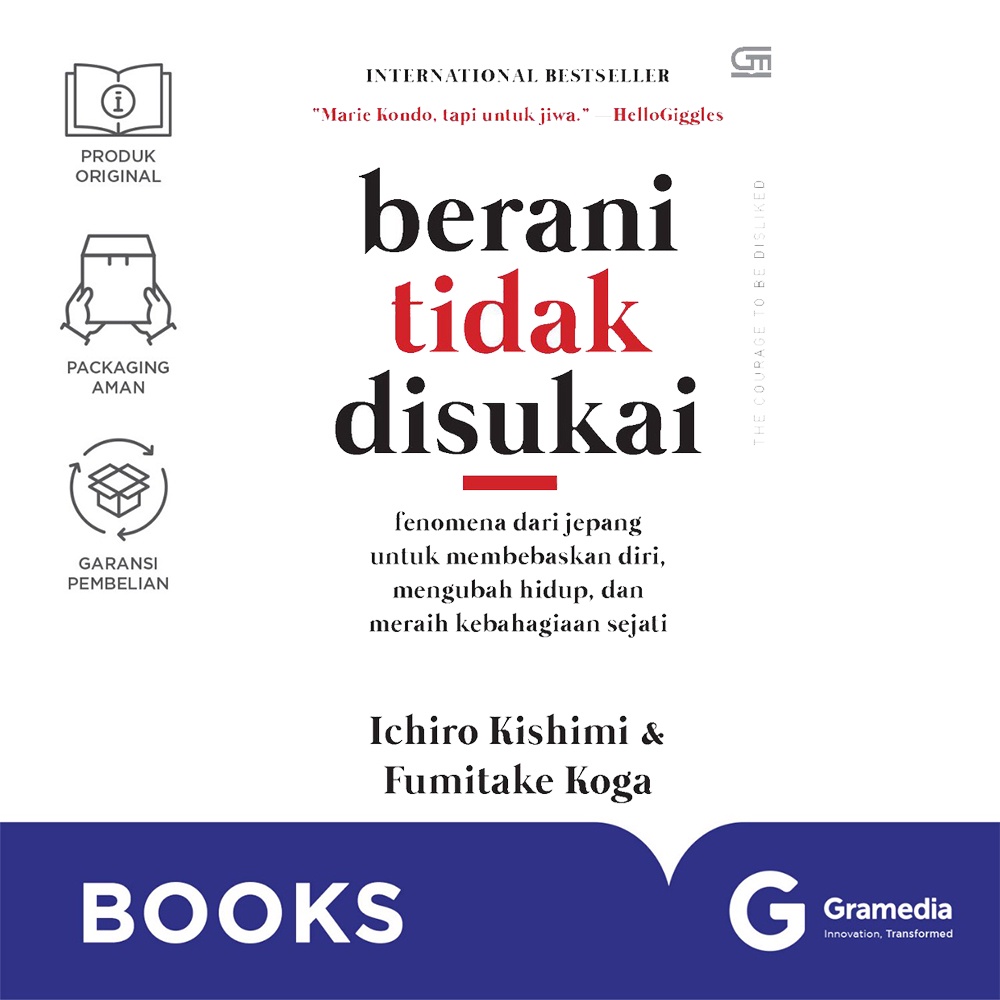 INTERNATIONAL BESTSELLER
"Marie Kondo, tapi untuk jiwa." —HelloGiggles
berani
tidak
disukai
THE COURAGE TO BE DISLIKED
fenomena dari jepang
untuk membebaskan diri,
mengubah hidup, dan
meraih kebahagiaan sejati
Ichiro Kishimi &
Fumitake Koga
PRODUK
ORIGINAL
PACKAGING
AMAN
GARANSI
PEMBELIAN
BOOKS
G Gramedia
Innovation, Transformed